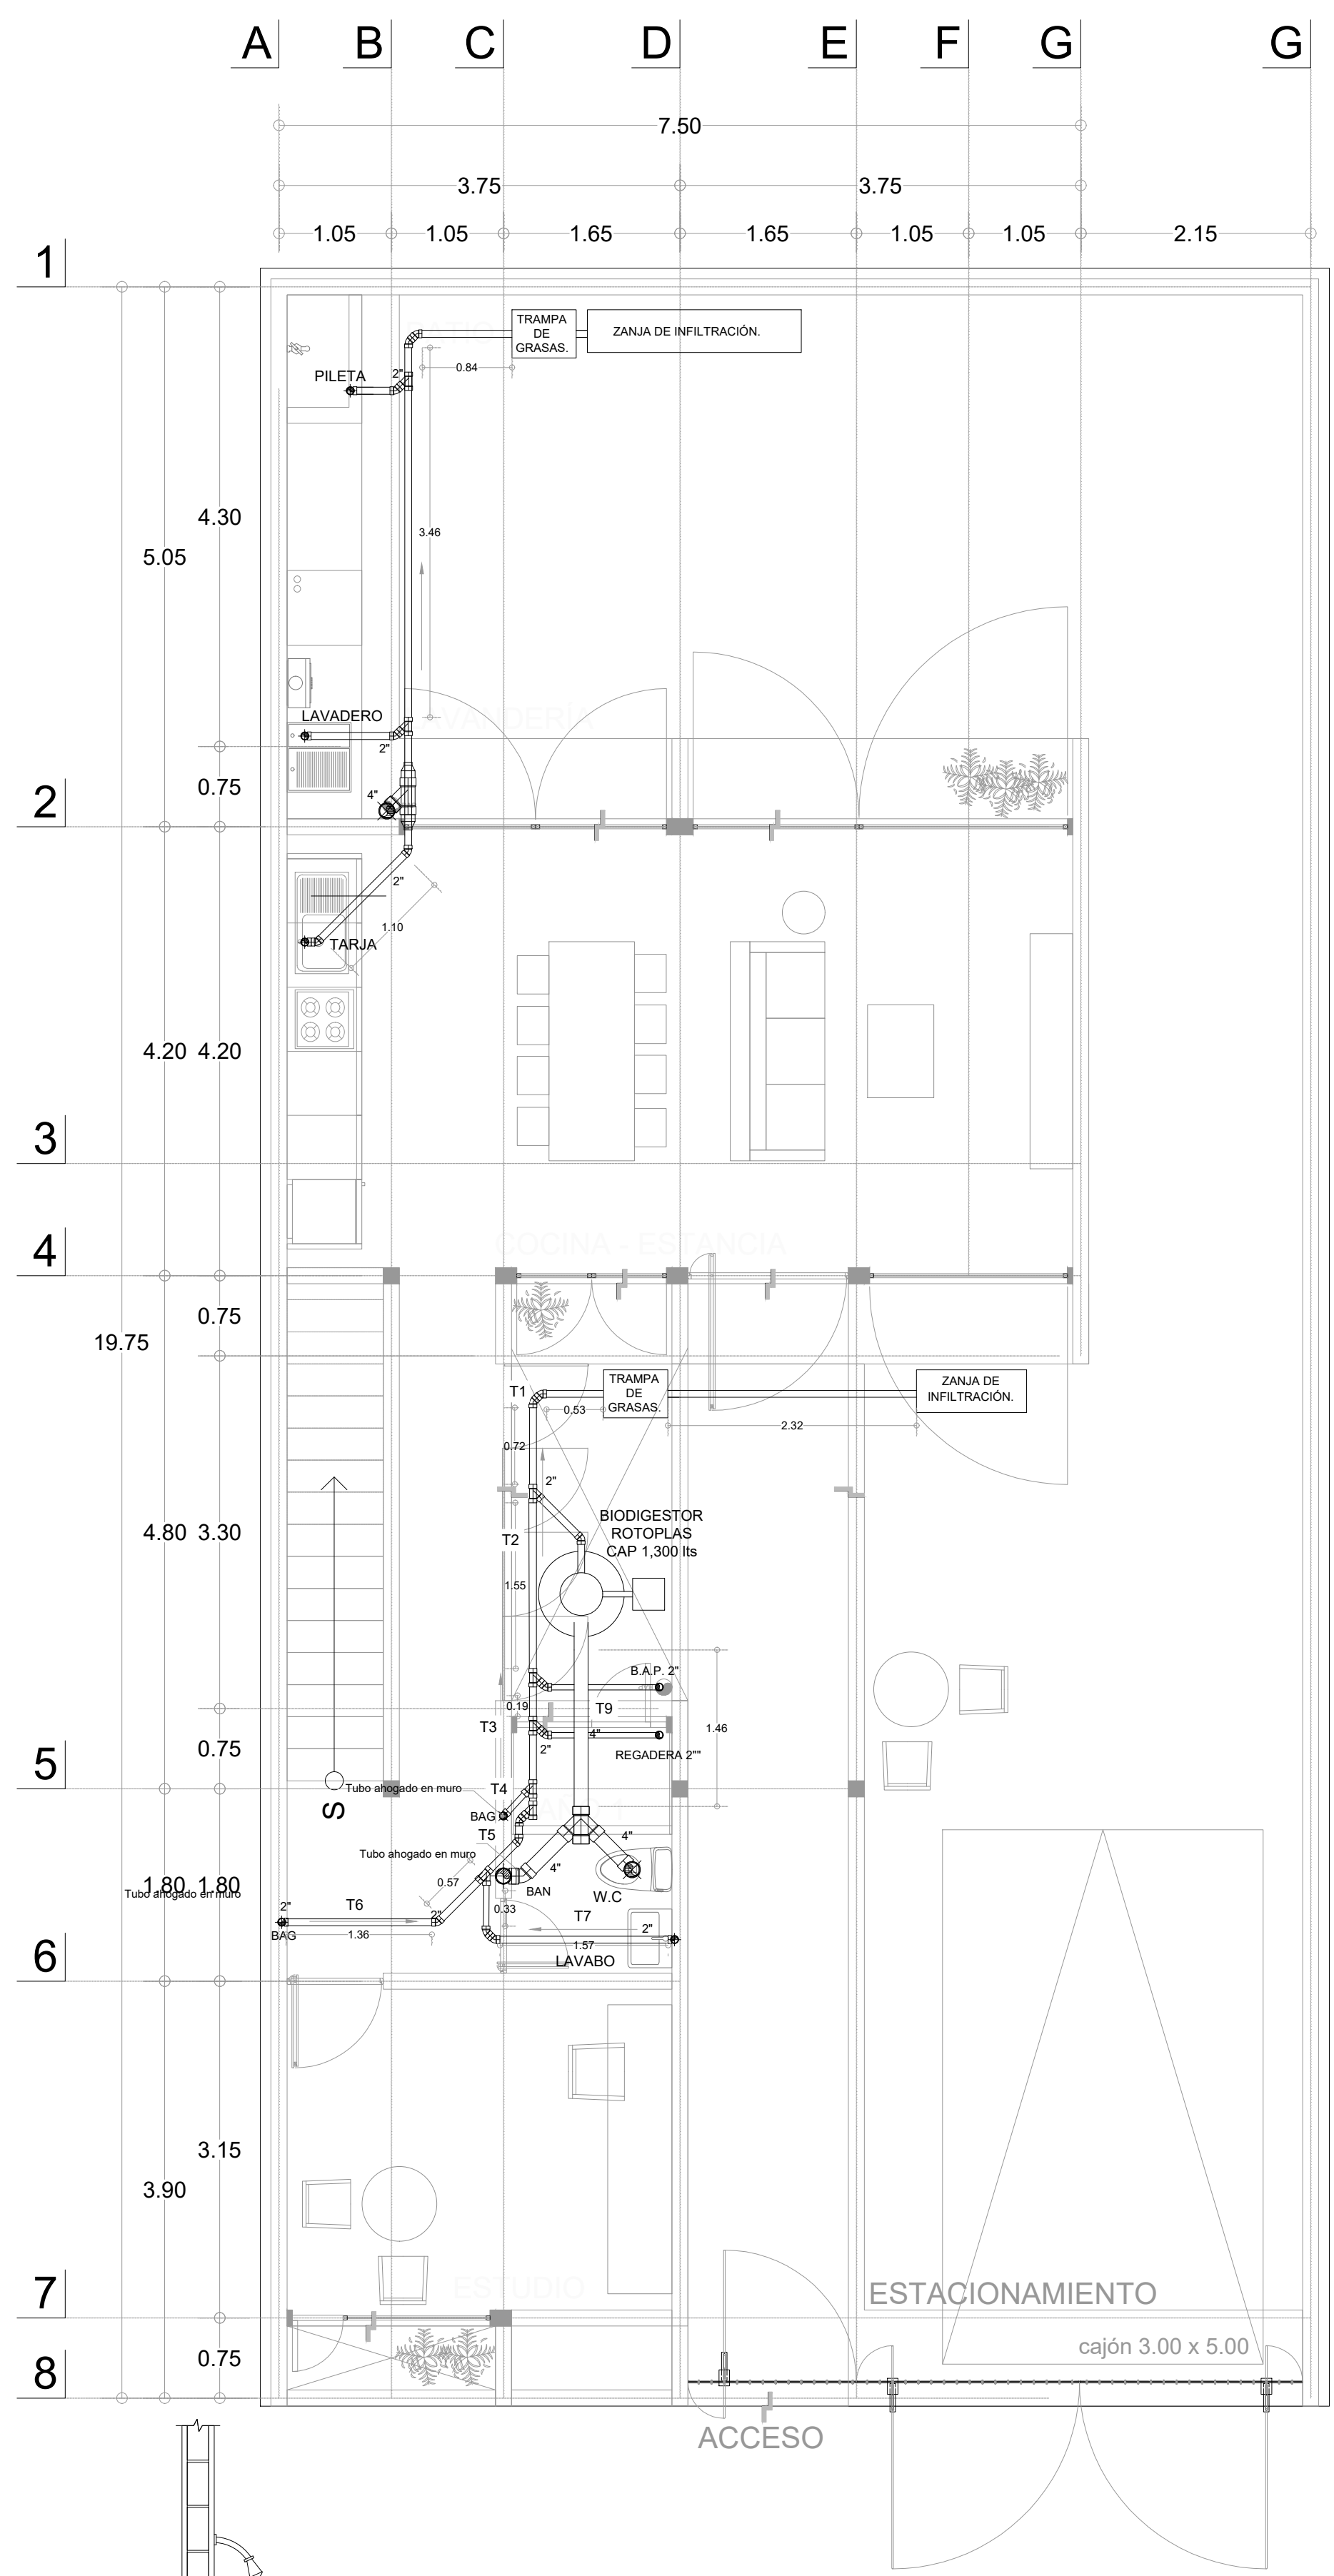 A B C D E F G G
7.50
3.75 3.75
1.05 1.05 1.65 1.65 1.05 1.05 2.15
1
TRAMPA
DE
GRASAS.
ZANJA DE INFILTRACIÓN.
0.84
PILETA
2"
4.30
3.46
5.05
LAVADERO
LAVANDERÍA
2"
0.75
4"
2
2"
1.10
TARJA
4.20 4.20
3
COCINA - ESTANCIA
4
0.75
19.75
T1
TRAMPA
DE
GRASAS.
ZANJA DE
INFILTRACIÓN.
0.53
2.32
0.72
2"
BIODIGESTOR
ROTOPLAS
CAP 1,300 lts
4.80 3.30
T2
1.55
B.A.P. 2"
0.19
T9
T3
4"
1.46
2"
REGADERA 2""
0.75
5
Tubo ahogado en muro
T4
S
BAG
T5
4"
Tubo ahogado en muro
4"
0.57
BAN
W.C
1.80 1.80
Tubo ahogado en muro
2"
T6
2"
0.33
T7
2"
BAG
1.36
1.57
6
LAVABO
3.15
3.90
ESTUDIO
7
ESTACIONAMIENTO
cajón 3.00 x 5.00
0.75
8
ACCESO